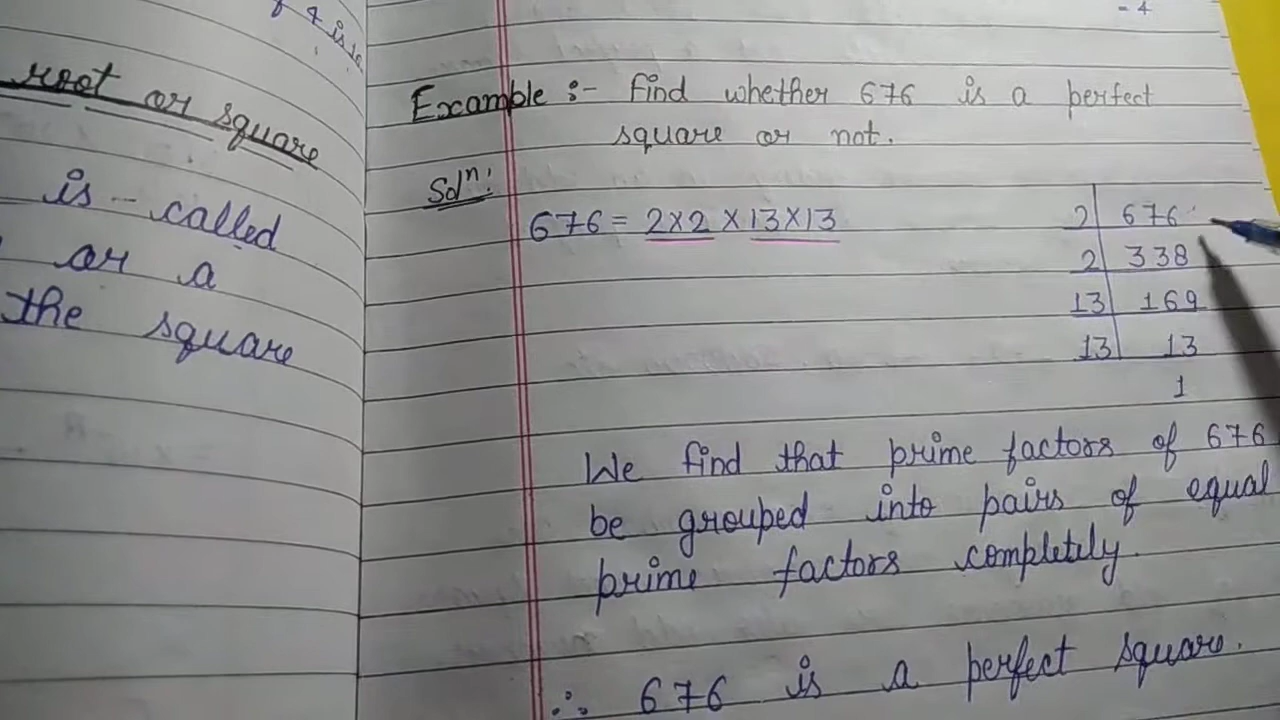 4 is
root or square
is called
or a
the square
- 4
Example :- Find whether 676 is a perfect
square or not.
Solⁿ:
676 = 2×2 × 13×13
2 676
2 338
13 169
13 13
1
We find that prime factors of 676
be grouped into pairs of equal
prime factors completely.
∴ 676 is a perfect square.